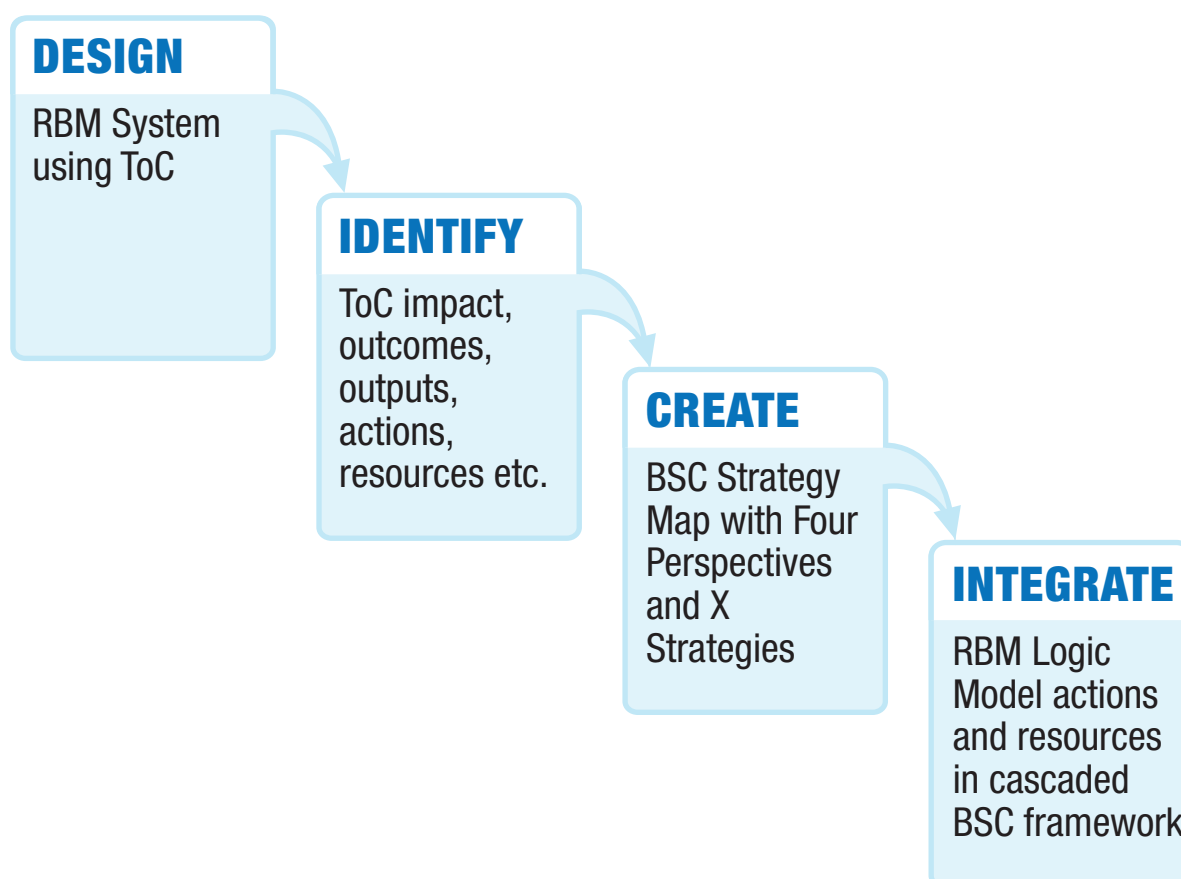 DESIGN
RBM System
using ToC
IDENTIFY
ToC impact,
outcomes,
outputs,
actions,
resources etc.
CREATE
BSC Strategy
Map with Four
Perspectives
and X
Strategies
INTEGRATE
RBM Logic
Model actions
and resources
in cascaded
BSC framework